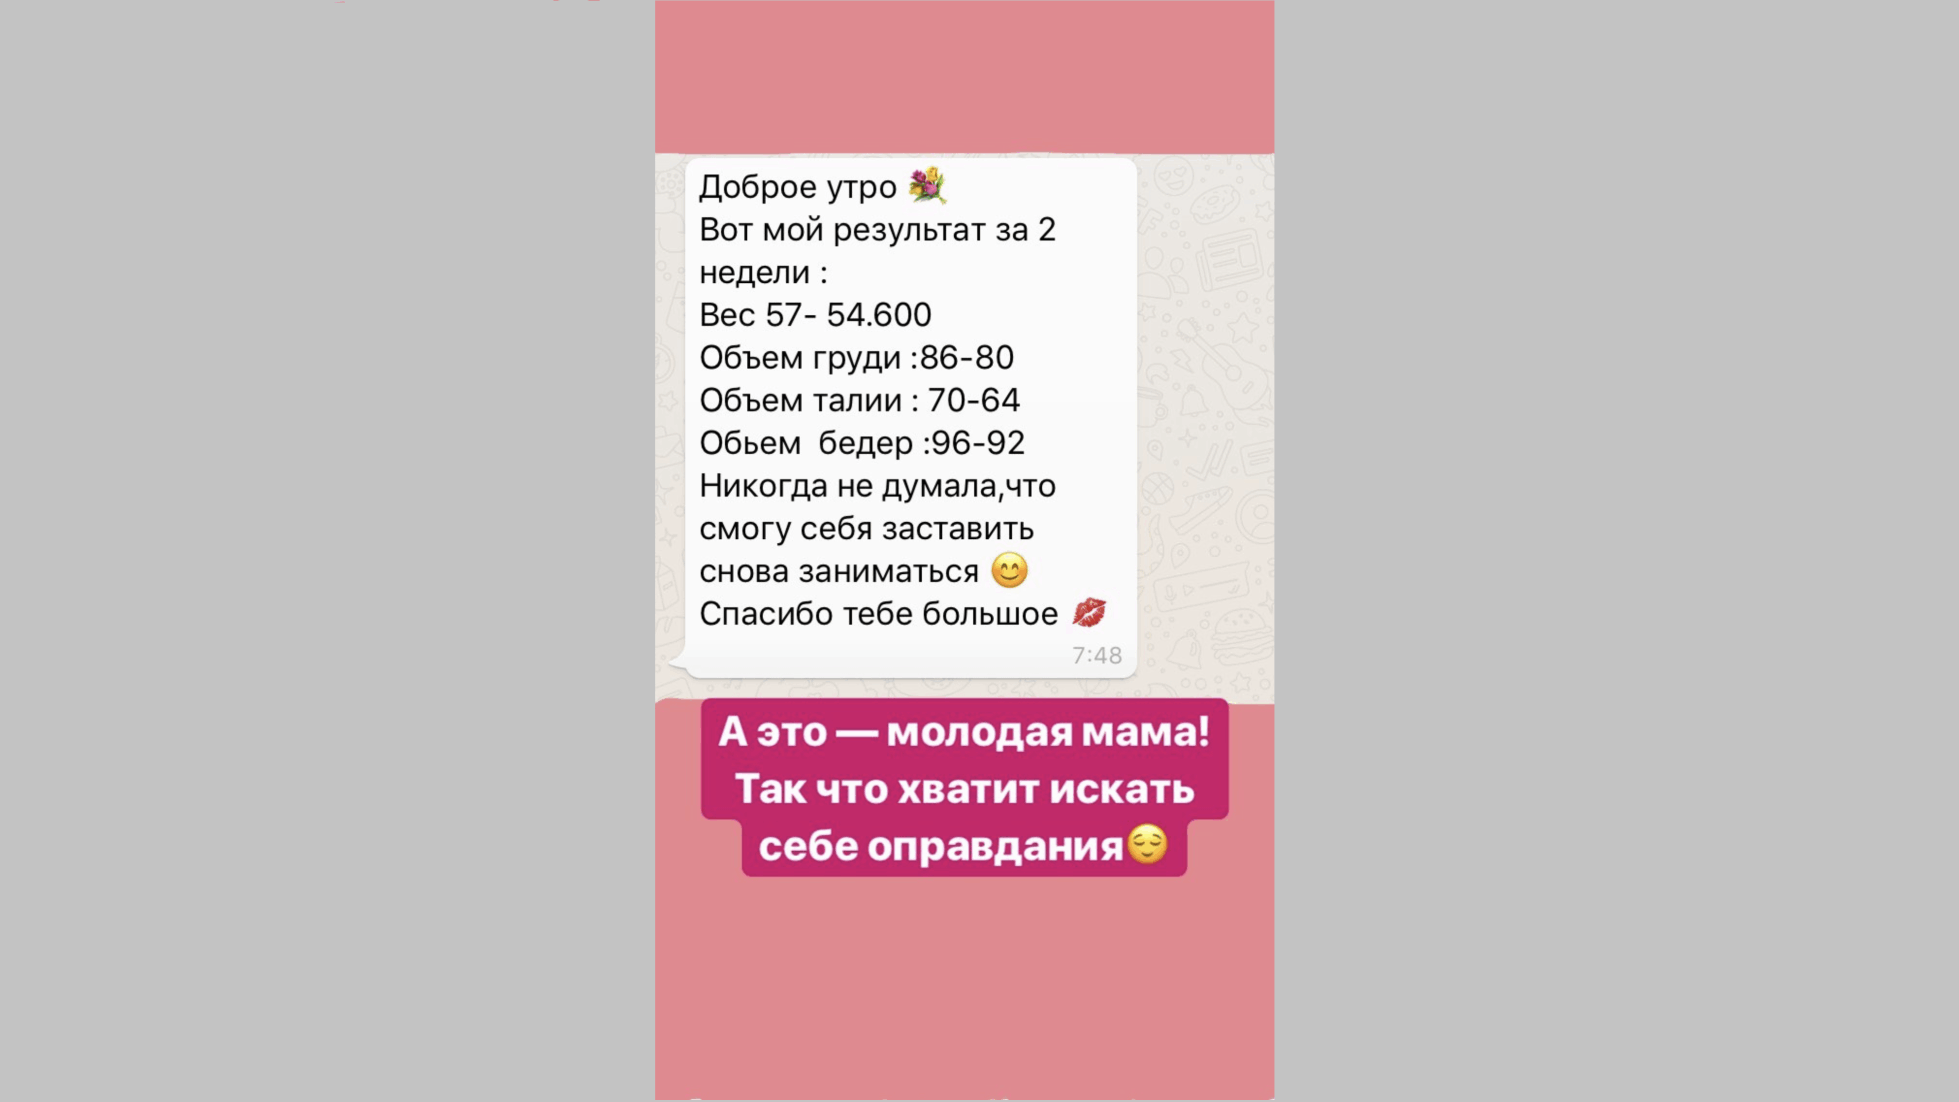 Доброе утро 💐
Вот мой результат за 2
недели :
Вес 57- 54.600
Объем груди :86-80
Объем талии : 70-64
Обьем  бедер :96-92
Никогда не думала,что
смогу себя заставить
снова заниматься 😊
Спасибо тебе большое 💋
7:48
А это — молодая мама!
Так что хватит искать
себе оправдания😌